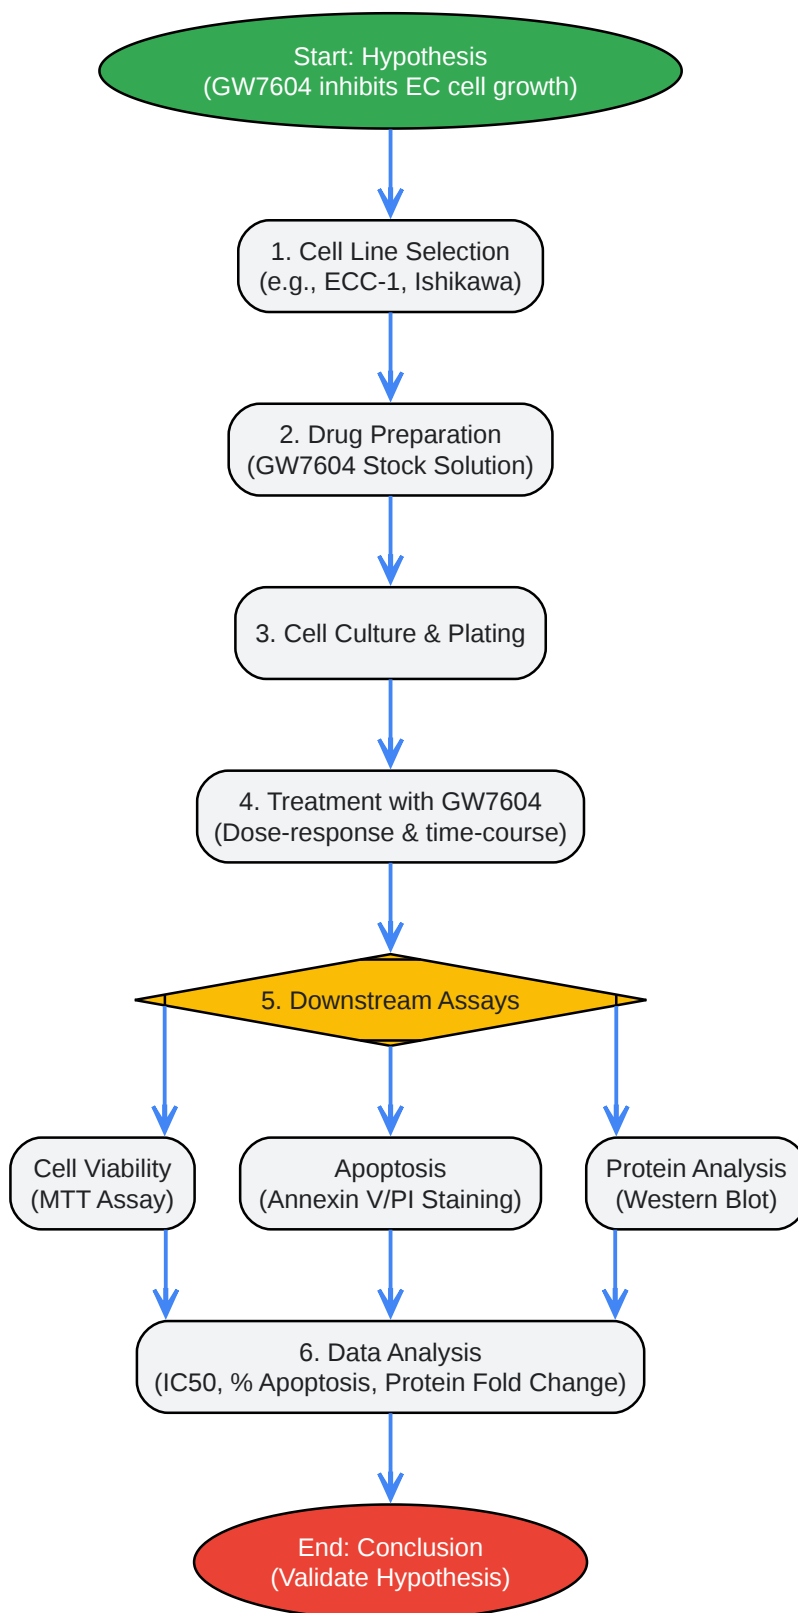 Start: Hypothesis
(GW7604 inhibits EC cell growth)
1. Cell Line Selection
(e.g., ECC-1, Ishikawa)
2. Drug Preparation
(GW7604 Stock Solution)
3. Cell Culture & Plating
4. Treatment with GW7604
(Dose-response & time-course)
5. Downstream Assays
Cell Viability
(MTT Assay)
Apoptosis
(Annexin V/PI Staining)
Protein Analysis
(Western Blot)
6. Data Analysis
(IC50, % Apoptosis, Protein Fold Change)
End: Conclusion
(Validate Hypothesis)